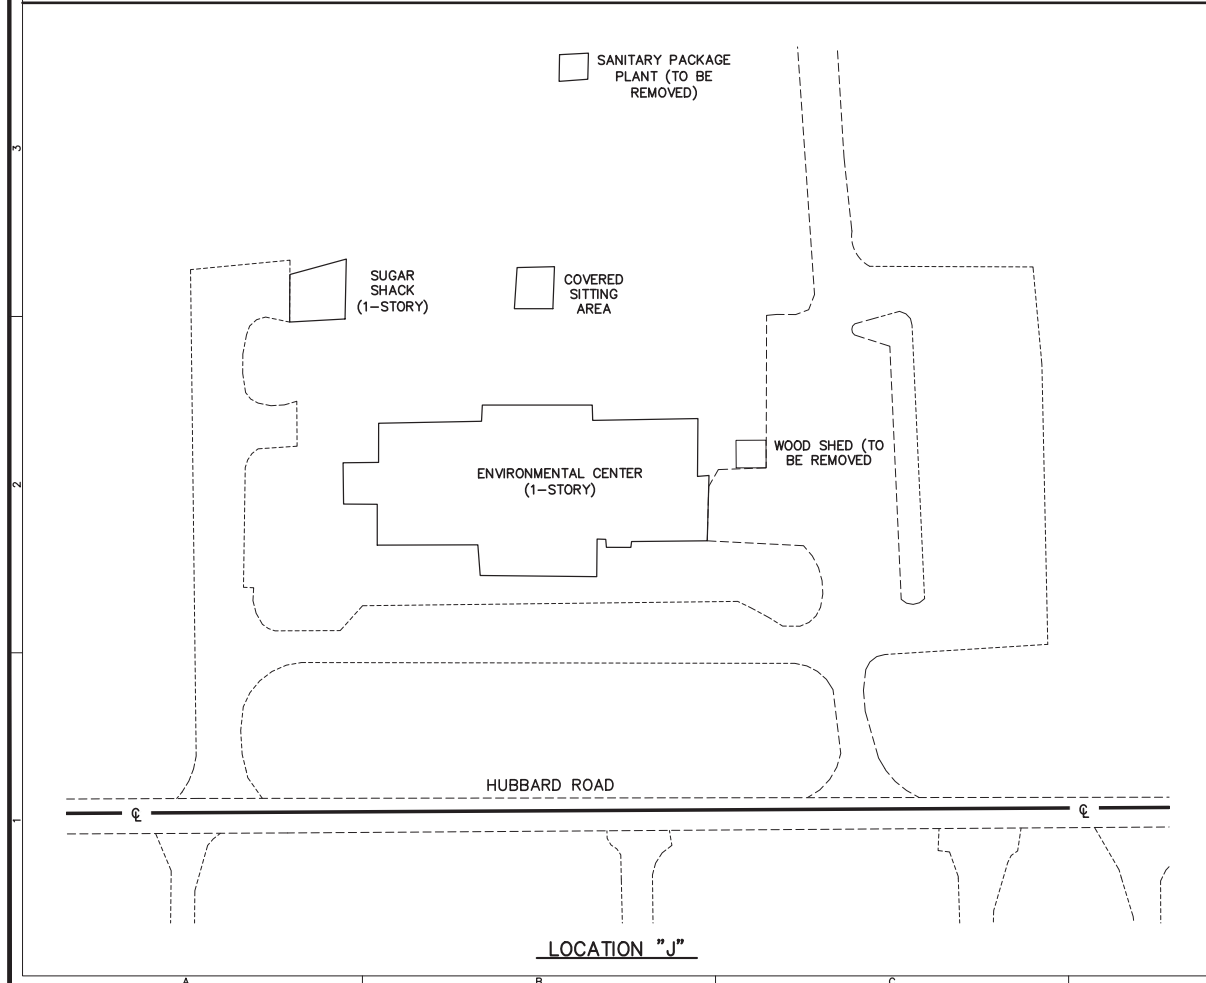 SANITARY PACKAGE
PLANT (TO BE
REMOVED)
3
SUGAR
SHACK
(1-STORY)
COVERED
SITTING
AREA
WOOD SHED (TO
BE REMOVED
ENVIRONMENTAL CENTER
(1-STORY)
2
HUBBARD ROAD
℄
℄
1
LOCATION "J"
A
B
C